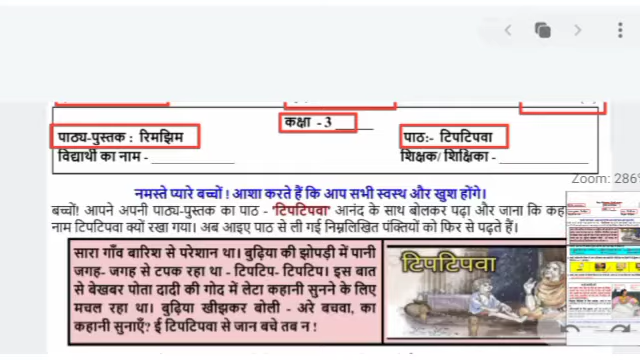 कक्षा - 3 ____
पाठ्य-पुस्तक : रिमझिम
पाठ:- टिपटिपवा
विद्यार्थी का नाम - ____________
शिक्षक/ शिक्षिका - ____________
Zoom: 286%
नमस्ते प्यारे बच्चों ! आशा करते हैं कि आप सभी स्वस्थ और खुश होंगे।
बच्चों! आपने अपनी पाठ्य-पुस्तक का पाठ - 'टिपटिपवा' आनंद के साथ बोलकर पढ़ा और जाना कि
नाम टिपटिपवा क्यों रखा गया। अब आइए पाठ से ली गई निम्नलिखित पंक्तियों को फिर से पढ़ते हैं।
सारा गाँव बारिश से परेशान था। बुढ़िया की झोपड़ी में पानी
जगह- जगह से टपक रहा था - टिपटिप- टिपटिप। इस बात
से बेखबर पोता दादी की गोद में लेटा कहानी सुनने के लिए
मचल रहा था। बुढ़िया खीझकर बोली - अरे बचवा, का
कहानी सुनाएँ? ई टिपटिपवा से जान बचे तब न !
टिपटिपवा